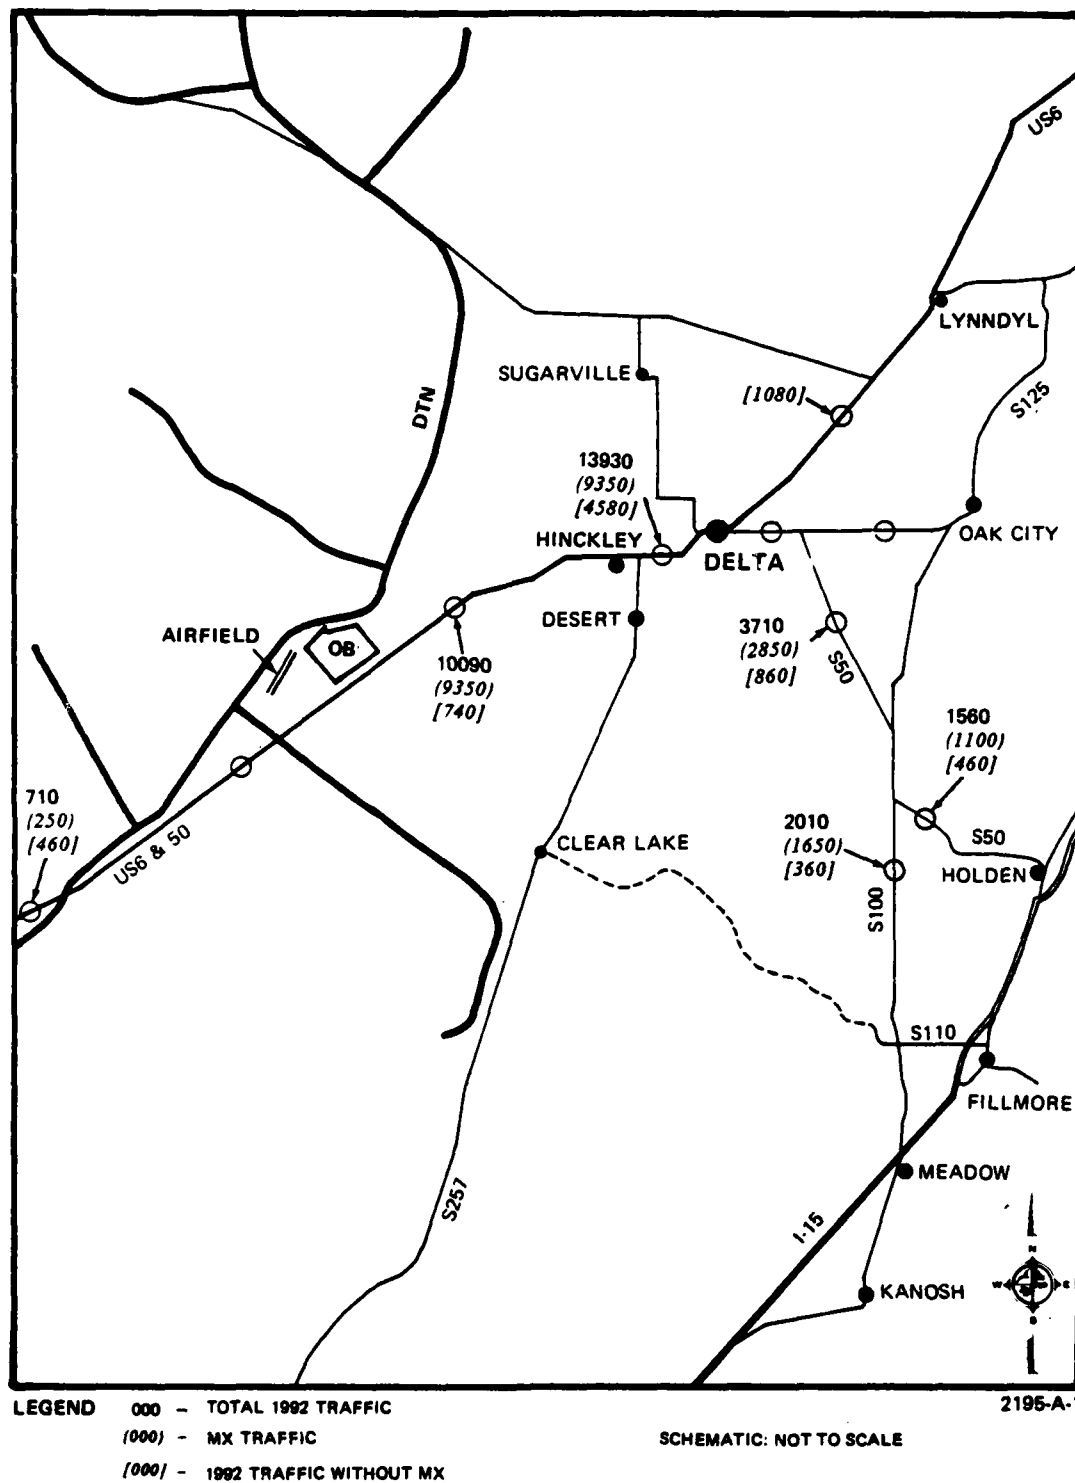 US6
LYNNDYL
SUGARVILLE
[1080]
S125
DTN
13930
(9350)
[4580]
HINCKLEY
DELTA
OAK CITY
DESERT
AIRFIELD
OB
10090
(9350)
[740]
3710
(2850)
[860]
S50
1560
(1100)
[460]
710
(250)
[460]
US6 & 50
CLEAR LAKE
2010
(1650)
[360]
S50
HOLDEN
S100
S110
FILLMORE
MEADOW
S257
I-15
KANOSH
N
W
S
LEGEND 000 – TOTAL 1992 TRAFFIC
(000) – MX TRAFFIC
[000] – 1992 TRAFFIC WITHOUT MX
SCHEMATIC: NOT TO SCALE
2195-A-